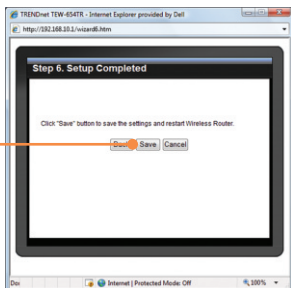 TRENDnet TEW-654TR - Internet Explorer provided by Dell
http://192.168.10.1/wizard6.htm
Step 6. Setup Completed
Click "Save" button to save the settings and restart Wireless Router.
Save Cancel
Internet | Protected Mode: Off 100%